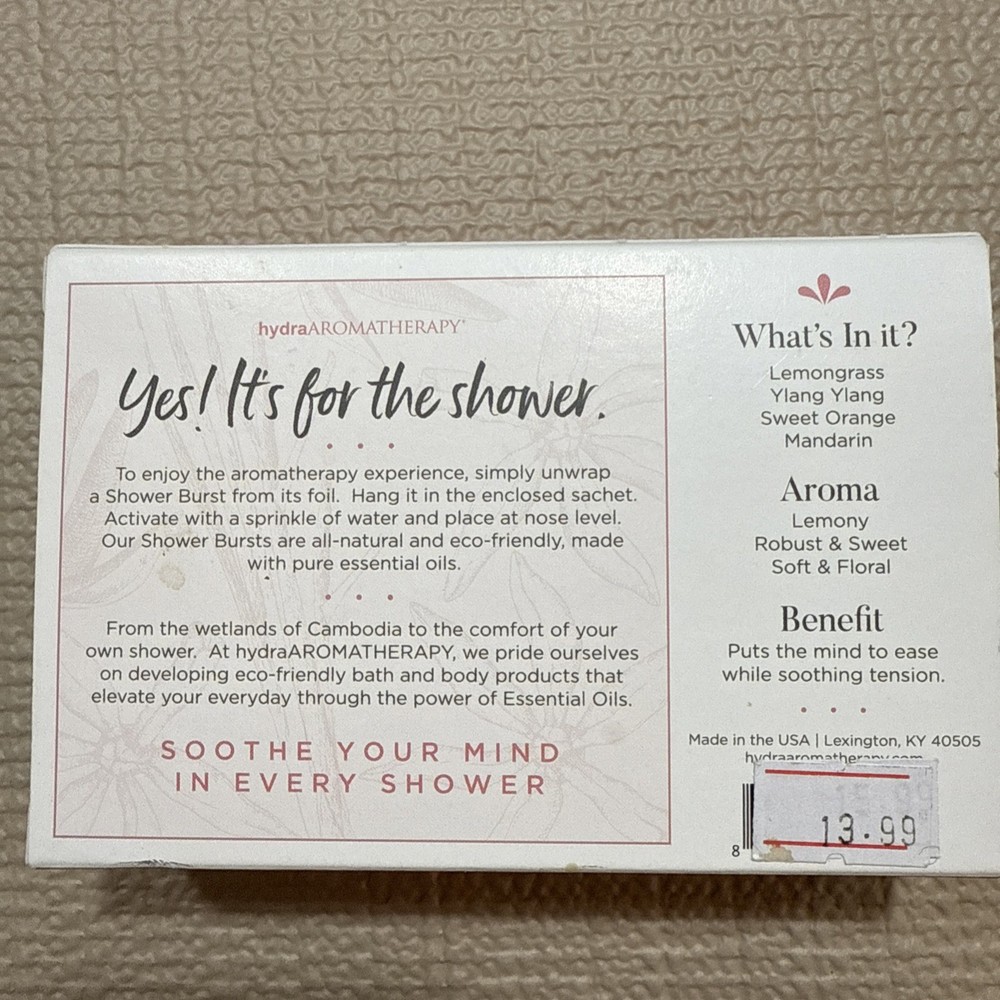 hydraAROMATHERAPY®
Yes! It's for the shower.
To enjoy the aromatherapy experience, simply unwrap
a Shower Burst from its foil. Hang it in the enclosed sachet.
Activate with a sprinkle of water and place at nose level.
Our Shower Bursts are all-natural and eco-friendly, made
with pure essential oils.
From the wetlands of Cambodia to the comfort of your
own shower. At hydraAROMATHERAPY, we pride ourselves
on developing eco-friendly bath and body products that
elevate your everyday through the power of Essential Oils.
SOOTHE YOUR MIND
IN EVERY SHOWER
What's In it?
Lemongrass
Ylang Ylang
Sweet Orange
Mandarin
Aroma
Lemony
Robust & Sweet
Soft & Floral
Benefit
Puts the mind to ease
while soothing tension.
Made in the USA | Lexington, KY 40505
hydraaromatherapy.com
13.99
8